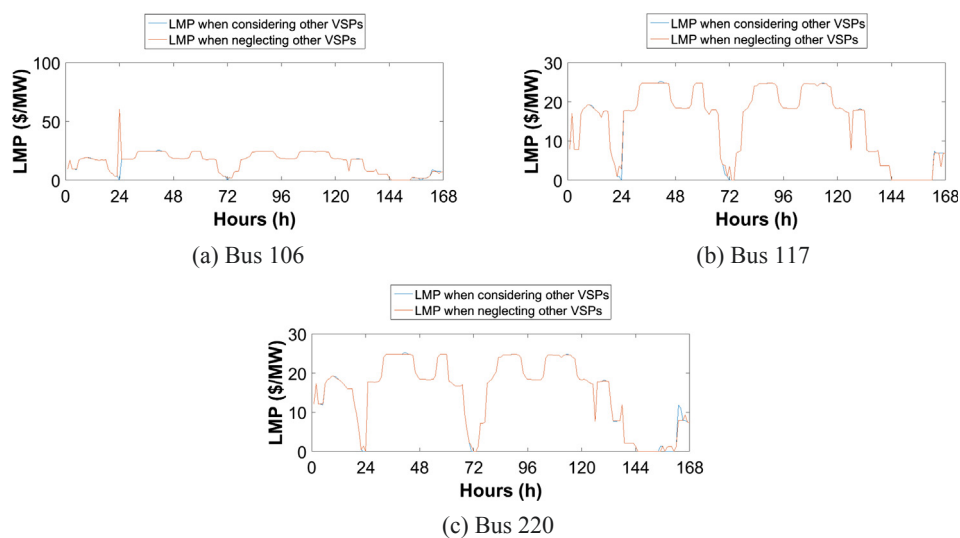 LMP when considering other VSPs
LMP when neglecting other VSPs
LMP ($/MW)
100
50
0
0 24 48 72 96 120 144 168
Hours (h)
(a) Bus 106
LMP when considering other VSPs
LMP when neglecting other VSPs
LMP ($/MW)
30
20
10
0
0 24 48 72 96 120 144 168
Hours (h)
(b) Bus 117
LMP when considering other VSPs
LMP when neglecting other VSPs
LMP ($/MW)
30
20
10
0
0 24 48 72 96 120 144 168
Hours (h)
(c) Bus 220